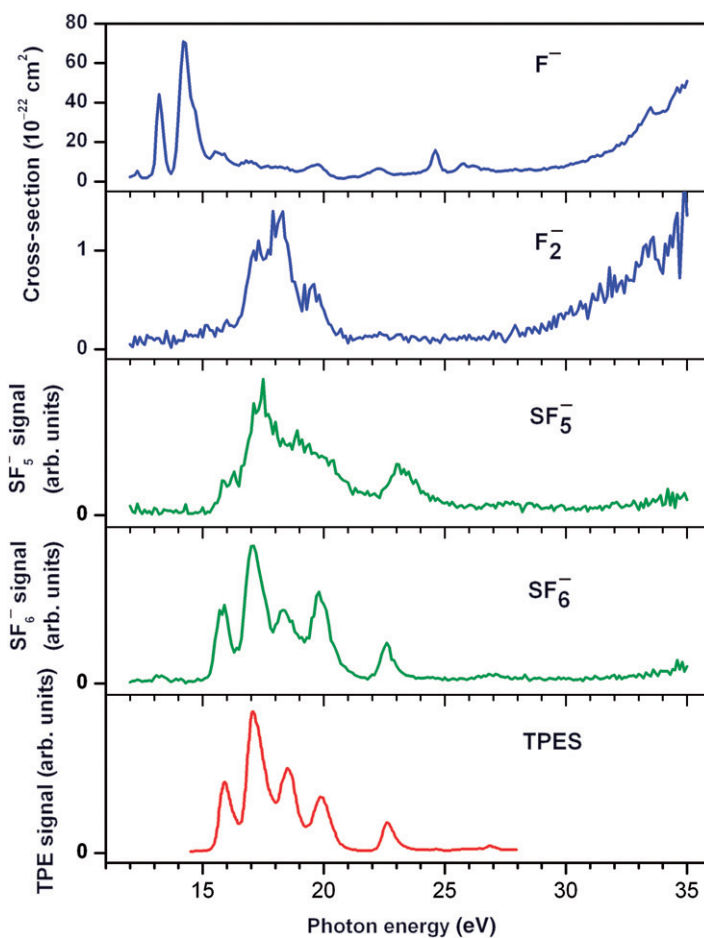 80
60
40
20
0
F⁻
Cross-section (10⁻²² cm²)
1
0
F₂⁻
SF₅⁻ signal
(arb. units)
0
SF₅⁻
SF₆⁻ signal
(arb. units)
0
SF₆⁻
TPE signal (arb. units)
0
TPES
15 20 25 30 35
Photon energy (eV)